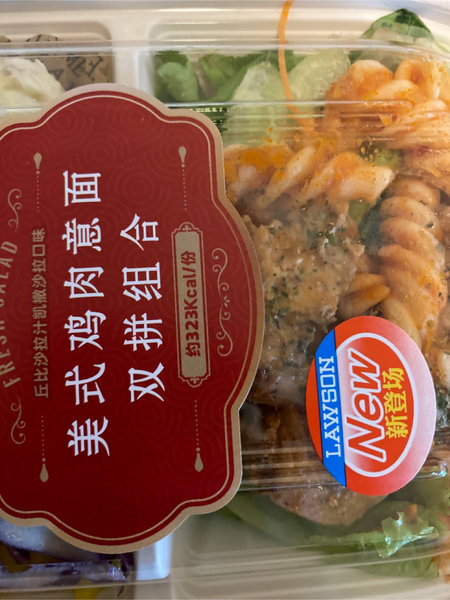 FRESH SALAD
丘比沙拉汁凯撒沙拉口味
美式鸡肉意面
双拼组合
约323Kcal/份
LAWSON
New
新登场